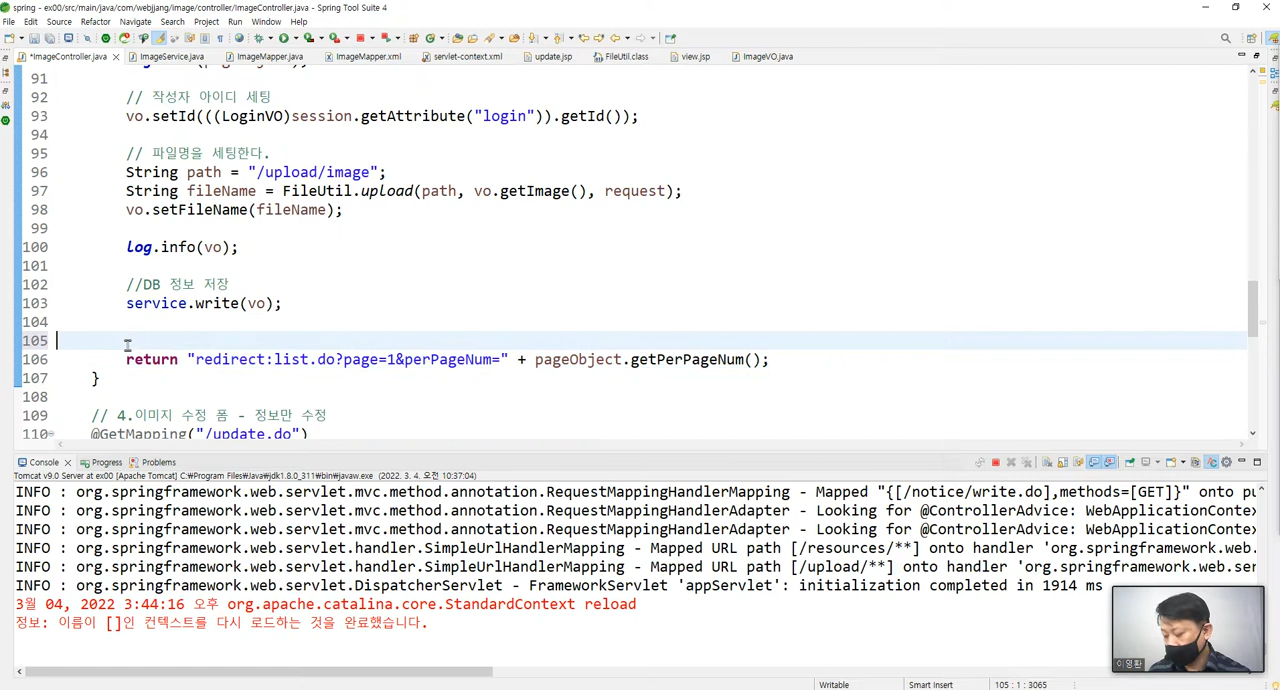 spring - ex00/src/main/java/com/webjjang/image/controller/ImageController.java - Spring Tool Suite 4
File Edit Source Refactor Navigate Search Project Run Window Help
*ImageController.java ImageService.java ImageMapper.java ImageMapper.xml servlet-context.xml update.jsp FileUtil.class view.jsp ImageVO.java
91
92 // 작성자 아이디 세팅
93 vo.setId(((LoginVO)session.getAttribute("login")).getId());
94
95 // 파일명을 세팅한다.
96 String path = "/upload/image";
97 String fileName = FileUtil.upload(path, vo.getImage(), request);
98 vo.setFileName(fileName);
99
100 log.info(vo);
101
102 //DB 정보 저장
103 service.write(vo);
104
105
106 return "redirect:list.do?page=1&perPageNum=" + pageObject.getPerPageNum();
107 }
108
109 // 4.이미지 수정 폼 - 정보만 수정
110 @GetMapping("/update.do")
Console Progress Problems
Tomcat v9.0 Server at ex00 [Apache Tomcat] C:\Program Files\Java\jdk1.8.0_311\bin\javaw.exe (2022. 3. 4. 오전 10:37:04)
INFO : org.springframework.web.servlet.mvc.method.annotation.RequestMappingHandlerMapping - Mapped "{[/notice/write.do],methods=[GET]}" onto pu
INFO : org.springframework.web.servlet.mvc.method.annotation.RequestMappingHandlerAdapter - Looking for @ControllerAdvice: WebApplicationContex
INFO : org.springframework.web.servlet.mvc.method.annotation.RequestMappingHandlerAdapter - Looking for @ControllerAdvice: WebApplicationContex
INFO : org.springframework.web.servlet.handler.SimpleUrlHandlerMapping - Mapped URL path [/resources/**] onto handler 'org.springframework.web.
INFO : org.springframework.web.servlet.handler.SimpleUrlHandlerMapping - Mapped URL path [/upload/**] onto handler 'org.springframework.web.ser
INFO : org.springframework.web.servlet.DispatcherServlet - FrameworkServlet 'appServlet': initialization completed in 1914 ms
3월 04, 2022 3:44:16 오후 org.apache.catalina.core.StandardContext reload
정보: 이름이 []인 컨텍스트를 다시 로드하는 것을 완료했습니다.
이영환
Writable Smart Insert 105 : 1 : 3065